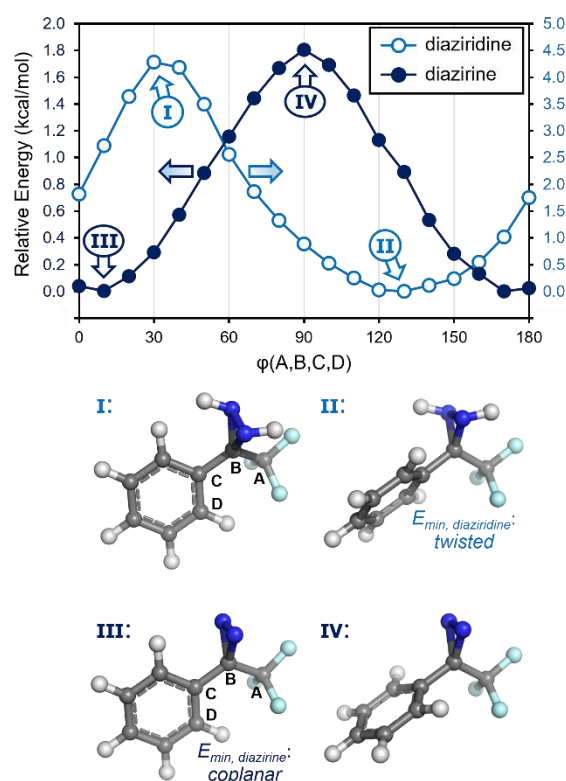 diaziridine
diazirine
Relative Energy (kcal/mol)
2.0 5.0
1.8 4.5
1.6 4.0
1.4 3.5
1.2 3.0
1.0 2.5
0.8 2.0
0.6 1.5
0.4 1.0
0.2 0.5
0.0 0.0
I
IV
III
II
0 30 60 90 120 150 180
φ(A,B,C,D)
I: II:
B
C A
D
E min, diaziridine:
twisted
III: IV:
B
C A
D
E min, diazirine:
coplanar